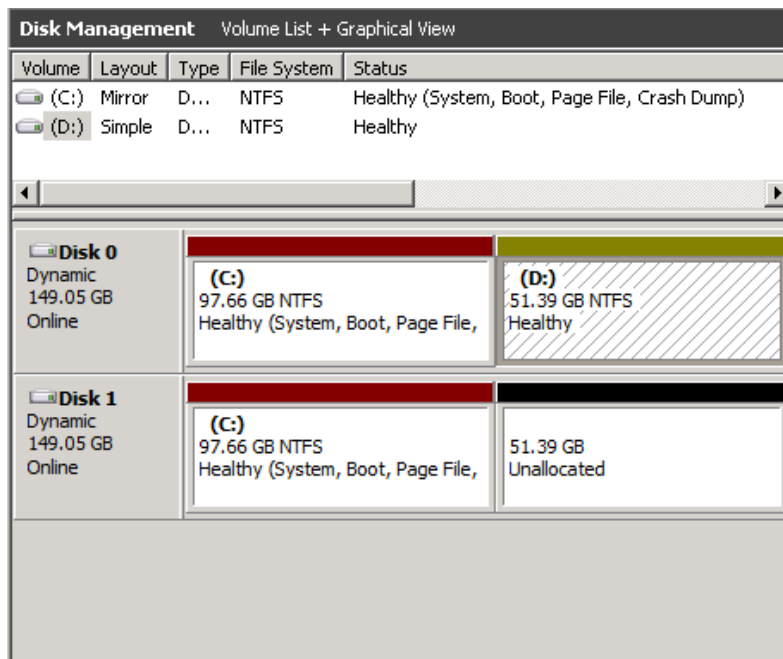 Disk Management Volume List + Graphical View
Volume Layout Type File System Status
(C:) Mirror D... NTFS Healthy (System, Boot, Page File, Crash Dump)
(D:) Simple D... NTFS Healthy
Disk 0
Dynamic
149.05 GB
Online
(C:)
97.66 GB NTFS
Healthy (System, Boot, Page File,
(D:)
51.39 GB NTFS
Healthy
Disk 1
Dynamic
149.05 GB
Online
(C:)
97.66 GB NTFS
Healthy (System, Boot, Page File,
51.39 GB
Unallocated